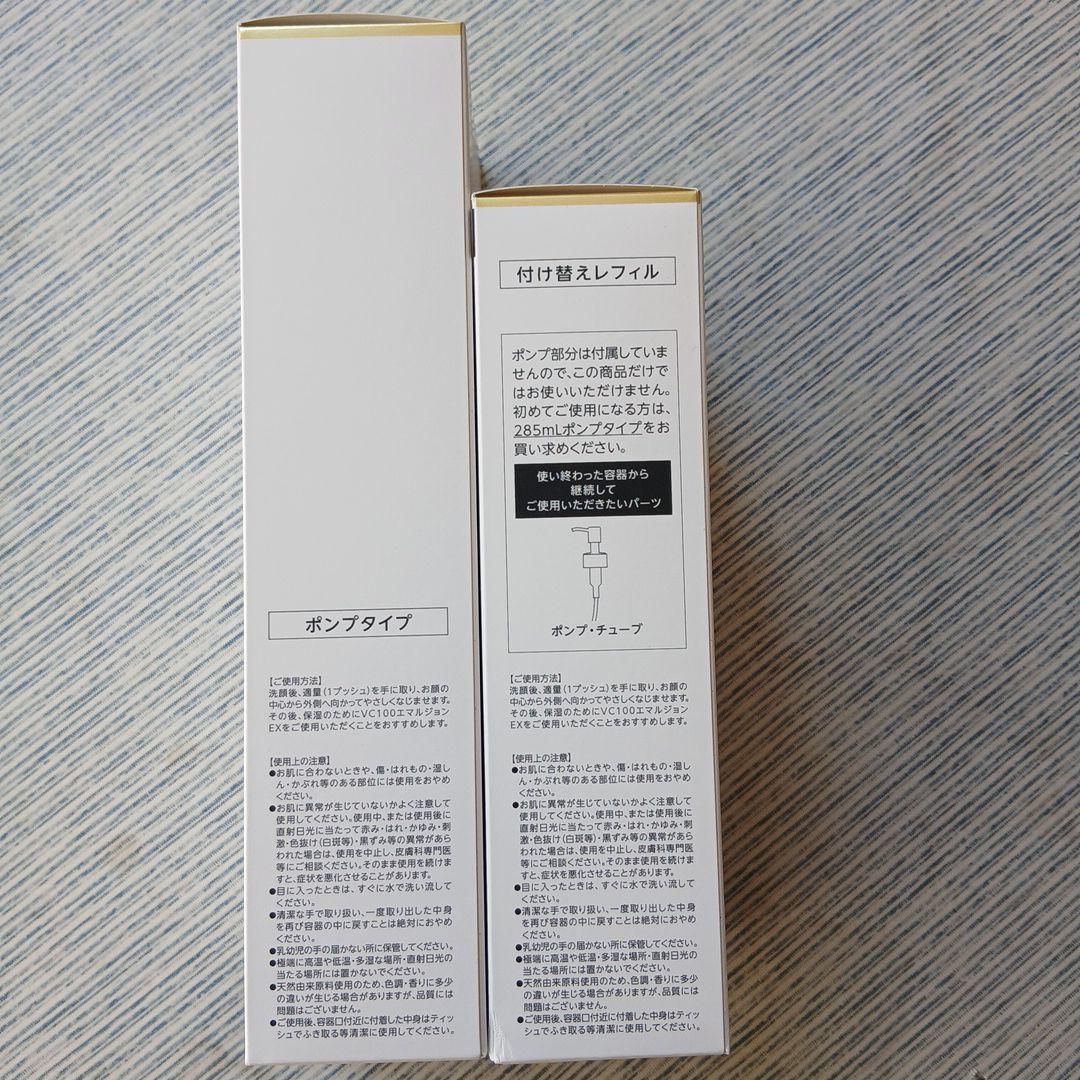 ポンプタイプ
【ご使用方法】
洗顔後、適量（1プッシュ）を手に取り、お顔の
中心から外側へ向かってやさしくなじませます。
その後、保湿のためにVC100エマルジョン
EXをご使用いただくことをおすすめします。
【使用上の注意】
●お肌に合わないときや、傷・はれもの・湿し
ん・かぶれ等のある部位には使用をおやめ
ください。
●お肌に異常が生じていないかよく注意して
使用してください。使用中、または使用後に
直射日光に当たって赤み・はれ・かゆみ・刺
激・色抜け（白斑等）・黒ずみ等の異常があら
われた場合は、使用を中止し、皮膚科専門医
等にご相談ください。そのまま使用を続けま
すと、症状を悪化させることがあります。
●目に入ったときは、すぐに水で洗い流して
ください。
●清潔な手で取り扱い、一度取り出した中身
を再び容器の中に戻すことは絶対におやめ
ください。
●乳幼児の手の届かない所に保管してください。
●極端に高温や低温・多湿な場所・直射日光の
当たる場所には置かないでください。
●天然由来原料使用のため、色調・香りに多少
の違いが生じる場合がありますが、品質には
問題はございません。
●ご使用後、容器口付近に付着した中身はティッ
シュでふき取る等清潔に使用してください。
付け替えレフィル
ポンプ部分は付属していま
せんので、この商品だけで
はお使いいただけません。
初めてご使用になる方は、
285mLポンプタイプをお
買い求めください。
使い終わった容器から
継続して
ご使用いただきたいパーツ
ポンプ・チューブ
【ご使用方法】
洗顔後、適量（1プッシュ）を手に取り、お顔の
中心から外側へ向かってやさしくなじませます。
その後、保湿のためにVC100エマルジョン
EXをご使用いただくことをおすすめします。
【使用上の注意】
●お肌に合わないときや、傷・はれもの・湿し
ん・かぶれ等のある部位には使用をおやめ
ください。
●お肌に異常が生じていないかよく注意して
使用してください。使用中、または使用後に
直射日光に当たって赤み・はれ・かゆみ・刺
激・色抜け（白斑等）・黒ずみ等の異常があら
われた場合は、使用を中止し、皮膚科専門医
等にご相談ください。そのまま使用を続けま
すと、症状を悪化させることがあります。
●目に入ったときは、すぐに水で洗い流して
ください。
●清潔な手で取り扱い、一度取り出した中身
を再び容器の中に戻すことは絶対におやめ
ください。
●乳幼児の手の届かない所に保管してください。
●極端に高温や低温・多湿な場所・直射日光の
当たる場所には置かないでください。
●天然由来原料使用のため、色調・香りに多少
の違いが生じる場合がありますが、品質には
問題はございません。
●ご使用後、容器口付近に付着した中身はティッ
シュでふき取る等清潔に使用してください。